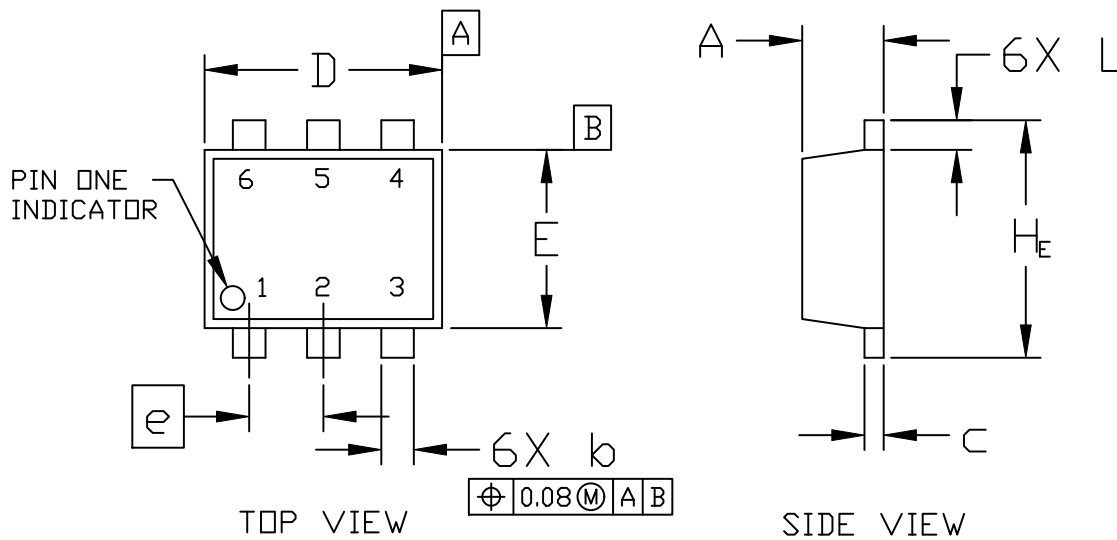 A
D
A
6X L
B
PIN ONE
INDICATOR
6 5 4
E
HE
1 2 3
e
6X b
c
⌖ 0.08 Ⓜ A B
TOP VIEW
SIDE VIEW